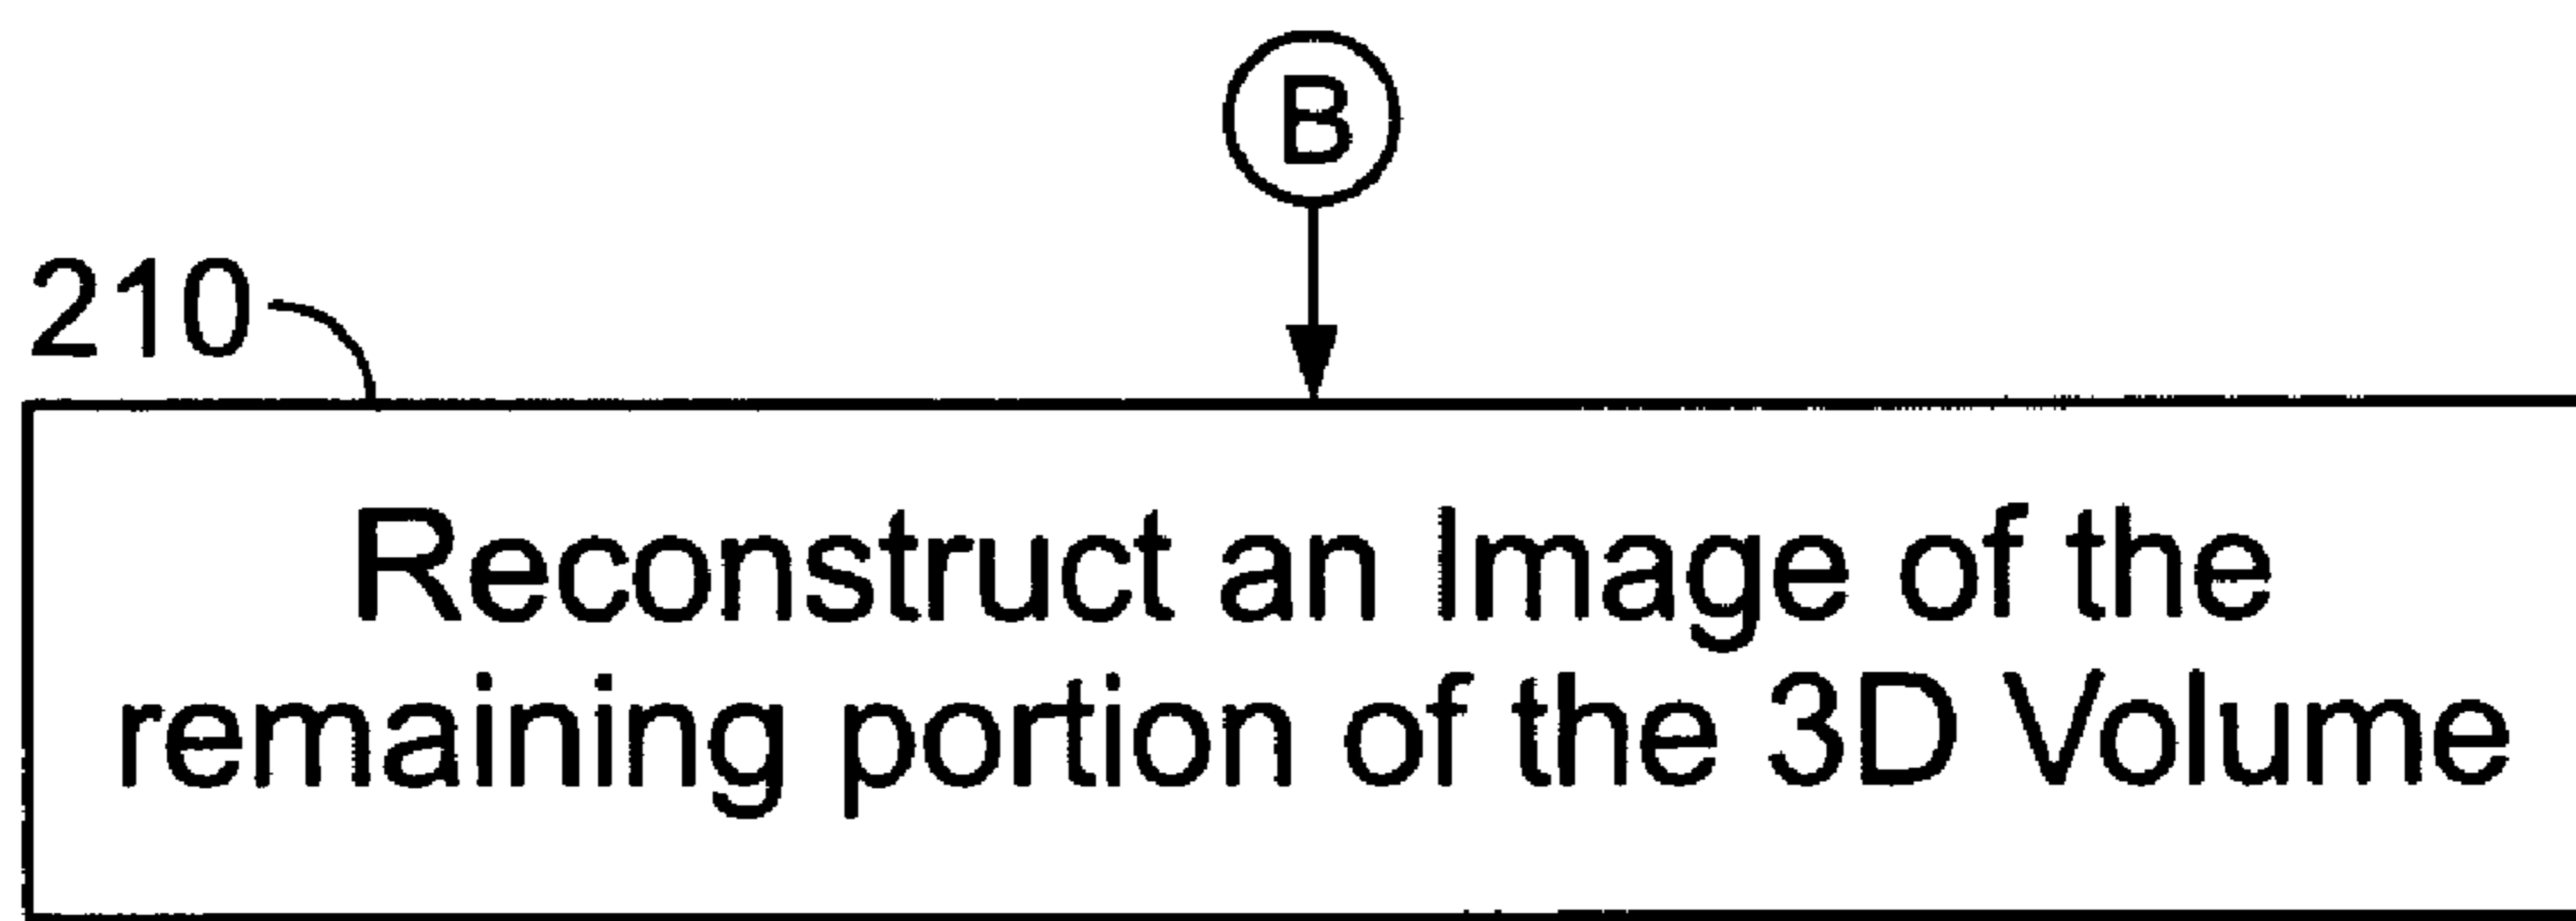 B
210
Reconstruct an Image of the
remaining portion of the 3D Volume